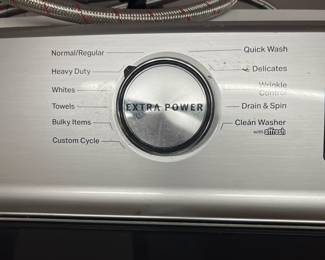 Normal/Regular
Heavy Duty
Whites
Towels
Bulky Items
Custom Cycle
EXTRA POWER
Quick Wash
Delicates
Wrinkle
Control
Drain & Spin
Clean Washer
with affresh